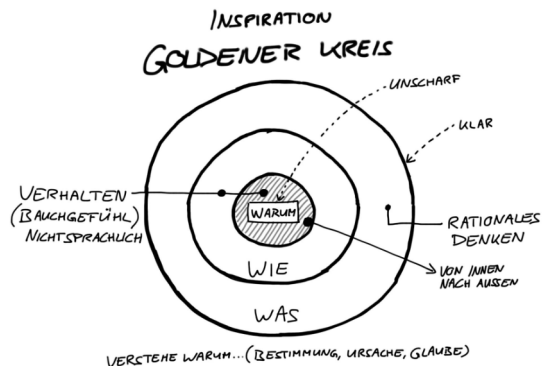 INSPIRATION
GOLDENER KREIS
UNSCHARF
KLAR
VERHALTEN
(BAUCHGEFÜHL)
NICHTSPRACHLICH
WARUM
RATIONALES
DENKEN
WIE
VON INNEN
NACH AUSSEN
WAS
VERSTEHE WARUM...(BESTIMMUNG, URSACHE, GLAUBE)